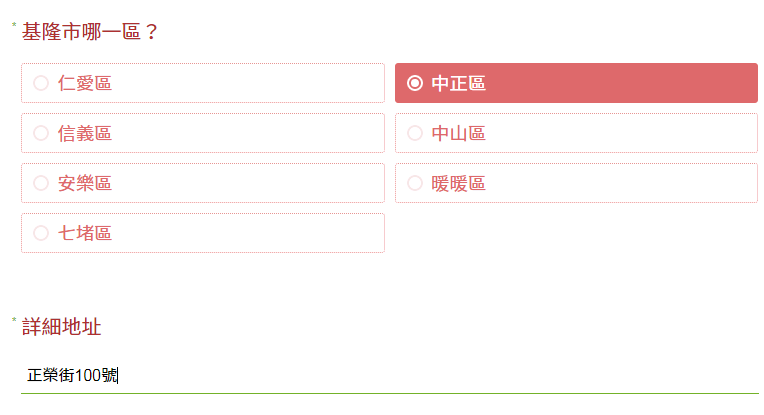 * 基隆市哪一區？
仁愛區
中正區
信義區
中山區
安樂區
暖暖區
七堵區
* 詳細地址
正榮街100號